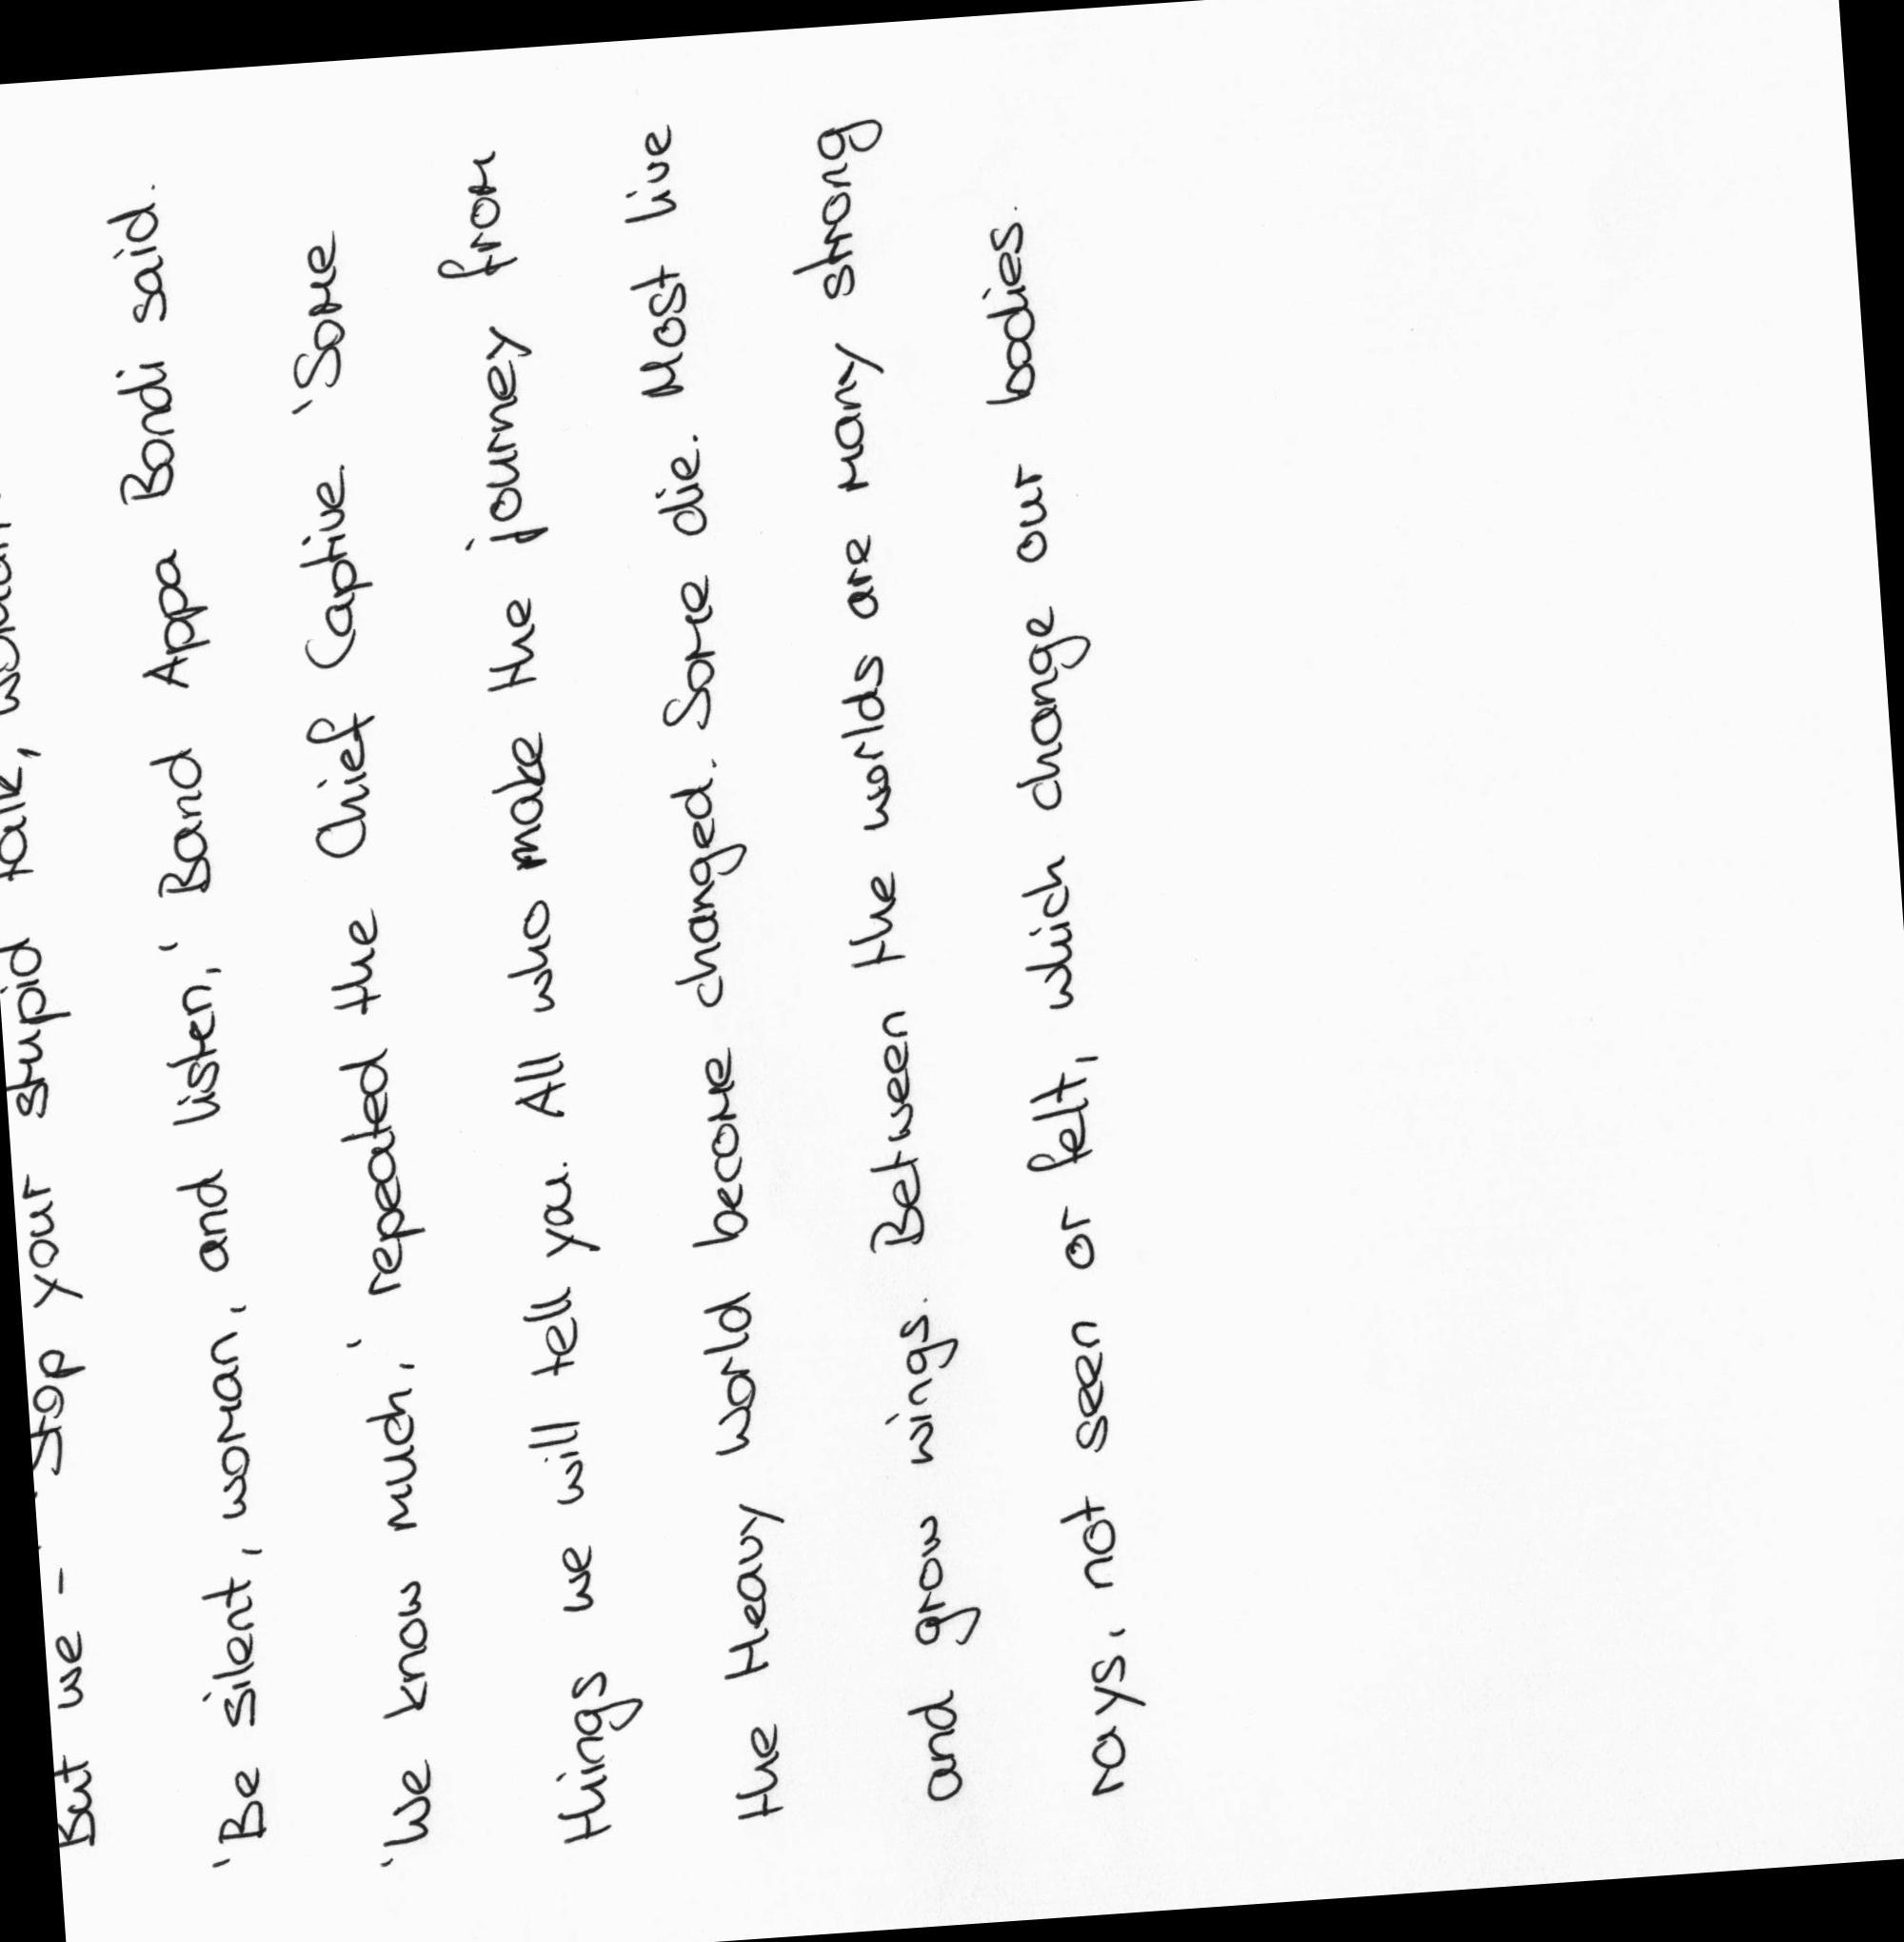 But we - 'Stop your stupid talk, woman.
'Be silent, woman, and listen,' Band Appa Bondi said.
'We know much,' repeated the Chief Captive 'Some
things we will tell you. All who make the journey from
the Heavy world become changed. Some die. Most live
and grow wings. Between the worlds are many strong
rays, not seen or felt, which change our bodies.